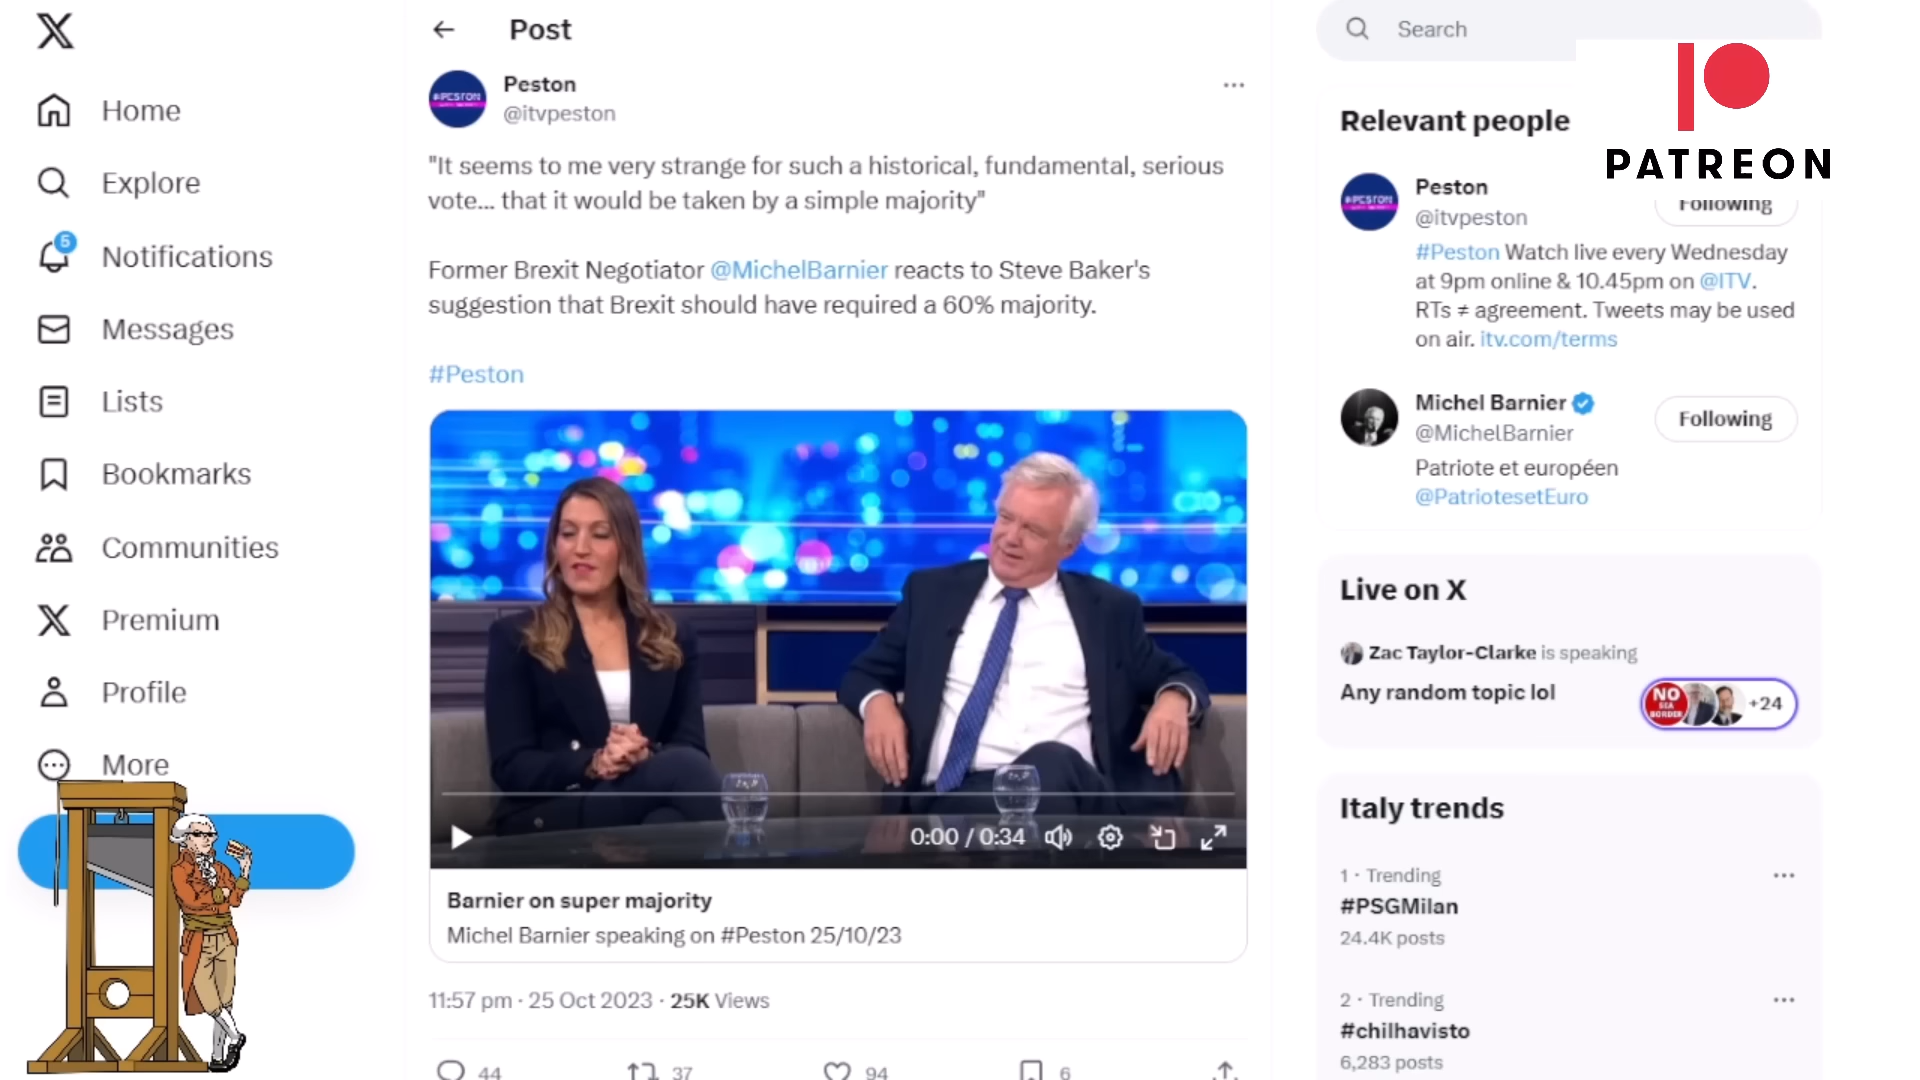 Home
Explore
5
Notifications
Messages
Lists
Bookmarks
Communities
Premium
Profile
More
Post
#PESTON
Peston
@itvpeston
"It seems to me very strange for such a historical, fundamental, serious
vote... that it would be taken by a simple majority"
Former Brexit Negotiator @MichelBarnier reacts to Steve Baker's
suggestion that Brexit should have required a 60% majority.
#Peston
0:00 / 0:34
Barnier on super majority
Michel Barnier speaking on #Peston 25/10/23
11:57 pm · 25 Oct 2023 · 25K Views
44 37 94 6
Search
PATREON
Relevant people
#PESTON
Peston
@itvpeston
Following
#Peston Watch live every Wednesday
at 9pm online & 10.45pm on @ITV.
RTs ≠ agreement. Tweets may be used
on air. itv.com/terms
Michel Barnier
@MichelBarnier
Following
Patriote et européen
@PatriotesetEuro
Live on X
Zac Taylor-Clarke is speaking
Any random topic lol
NO
SEA
BORDER
+24
Italy trends
1 · Trending
#PSGMilan
24.4K posts
2 · Trending
#chilhavisto
6,283 posts